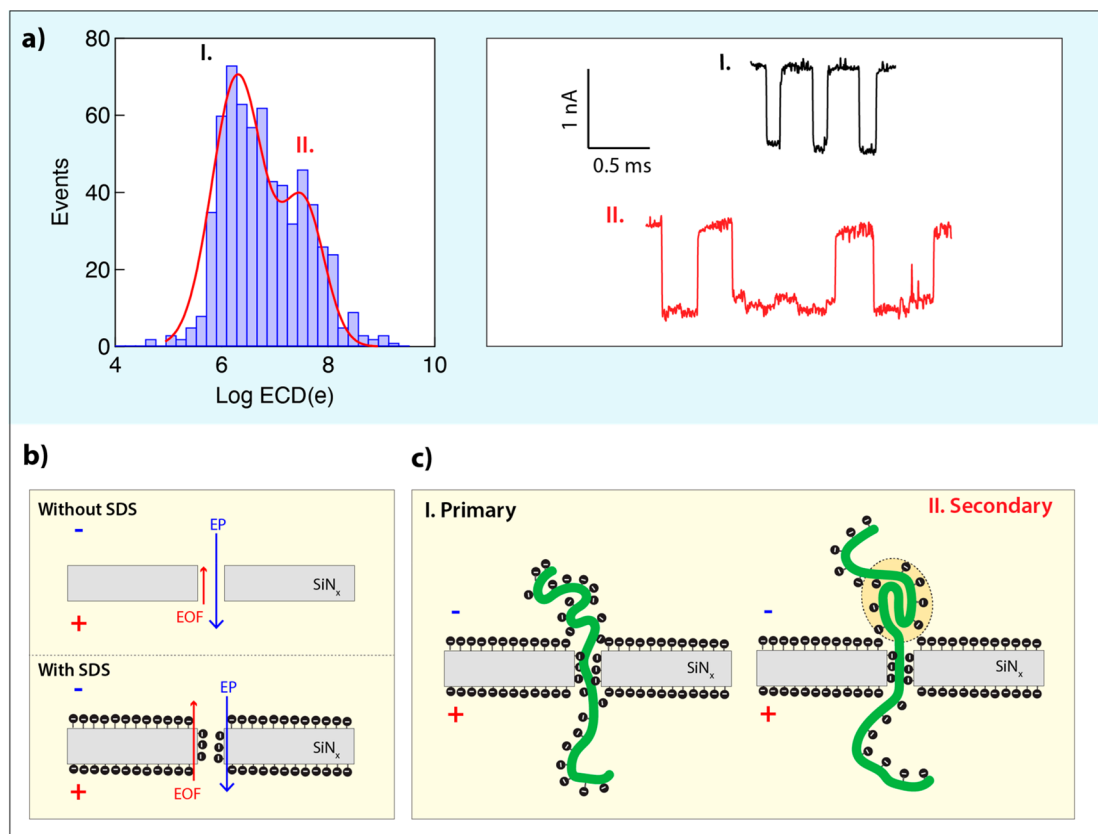 a)
80
60
40
20
0
Events
4 6 8 10
Log ECD(e)
I.
II.
I.
1 nA
0.5 ms
II.
b)
Without SDS
-
EP
SiNx
EOF
+
With SDS
-
EP
SiNx
EOF
+
c)
I. Primary
II. Secondary
-
-
SiNx
SiNx
+
+